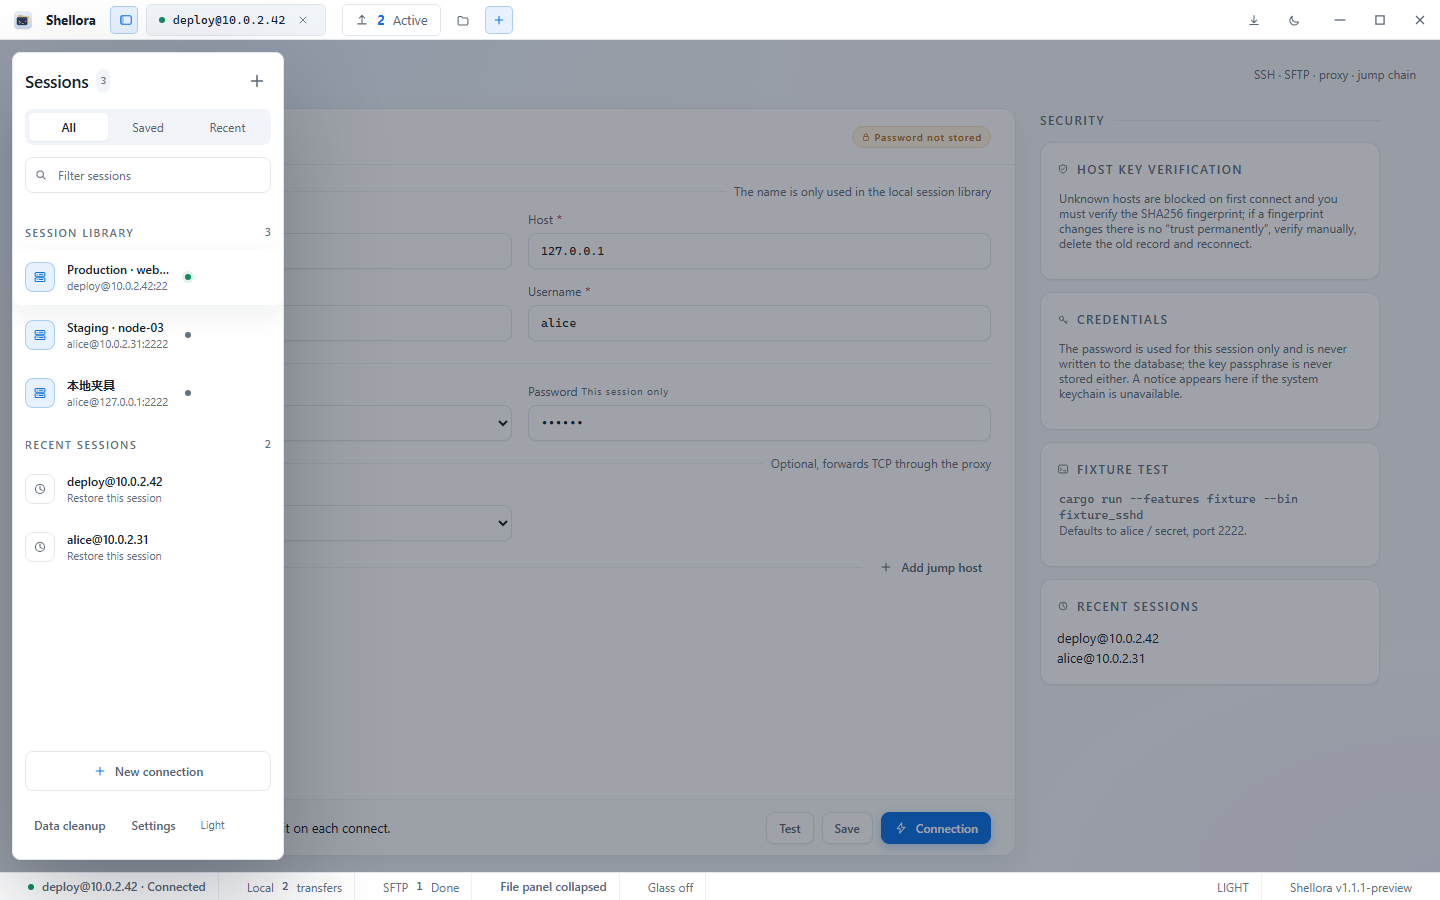 Shellora
deploy@10.0.2.42
2 Active
Sessions 3
All Saved Recent
Filter sessions
SESSION LIBRARY 3
Production · web...
deploy@10.0.2.42:22
Staging · node-03
alice@10.0.2.31:2222
本地夹具
alice@127.0.0.1:2222
RECENT SESSIONS 2
deploy@10.0.2.42
Restore this session
alice@10.0.2.31
Restore this session
New connection
Data cleanup Settings Light
SSH · SFTP · proxy · jump chain
Password not stored
The name is only used in the local session library
Host *
127.0.0.1
Username *
alice
Password This session only
••••••
Optional, forwards TCP through the proxy
Add jump host
it on each connect.
Test Save Connection
SECURITY
HOST KEY VERIFICATION
Unknown hosts are blocked on first connect and you
must verify the SHA256 fingerprint; if a fingerprint
changes there is no “trust permanently”, verify manually,
delete the old record and reconnect.
CREDENTIALS
The password is used for this session only and is never
written to the database; the key passphrase is never
stored either. A notice appears here if the system
keychain is unavailable.
FIXTURE TEST
cargo run --features fixture --bin
fixture_sshd
Defaults to alice / secret, port 2222.
RECENT SESSIONS
deploy@10.0.2.42
alice@10.0.2.31
deploy@10.0.2.42 · Connected
Local 2 transfers
SFTP 1 Done
File panel collapsed
Glass off
LIGHT
Shellora v1.1.1-preview